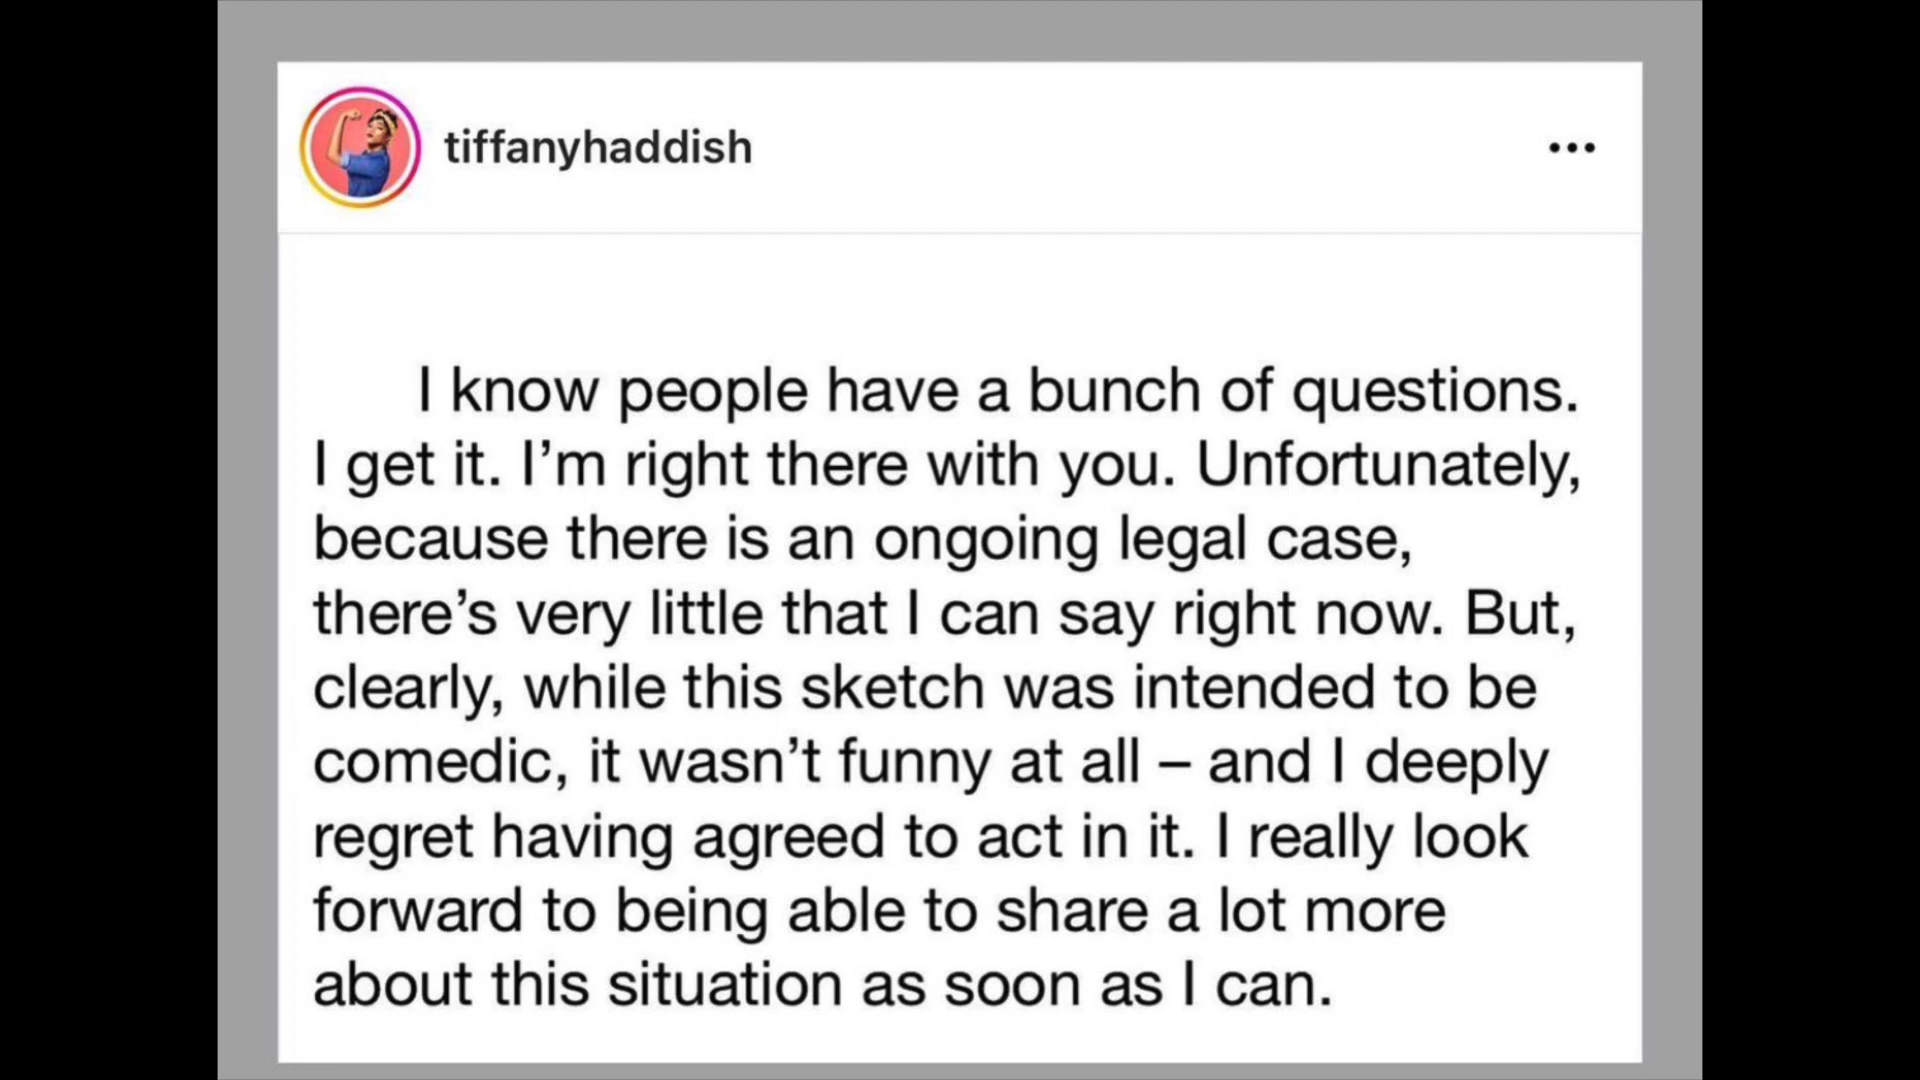 tiffanyhaddish
I know people have a bunch of questions.
I get it. I’m right there with you. Unfortunately,
because there is an ongoing legal case,
there’s very little that I can say right now. But,
clearly, while this sketch was intended to be
comedic, it wasn’t funny at all – and I deeply
regret having agreed to act in it. I really look
forward to being able to share a lot more
about this situation as soon as I can.